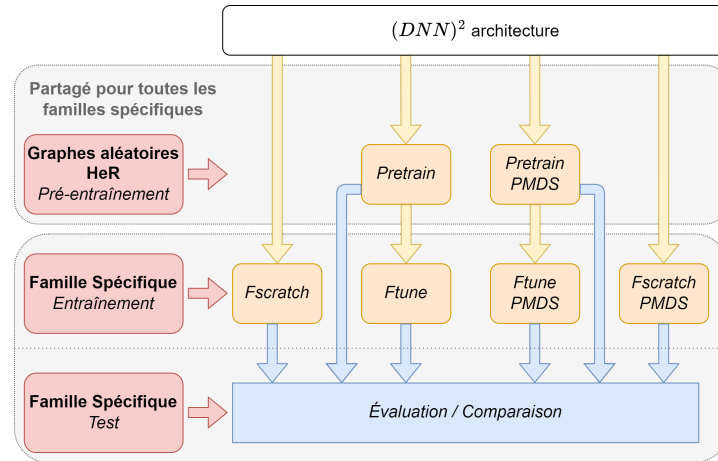 (DNN)² architecture
Partagé pour toutes les
familles spécifiques
Graphes aléatoires
HeR
Pré-entraînement
Pretrain
Pretrain
PMDS
Famille Spécifique
Entraînement
Fscratch
Ftune
Ftune
PMDS
Fscratch
PMDS
Famille Spécifique
Test
Évaluation / Comparaison